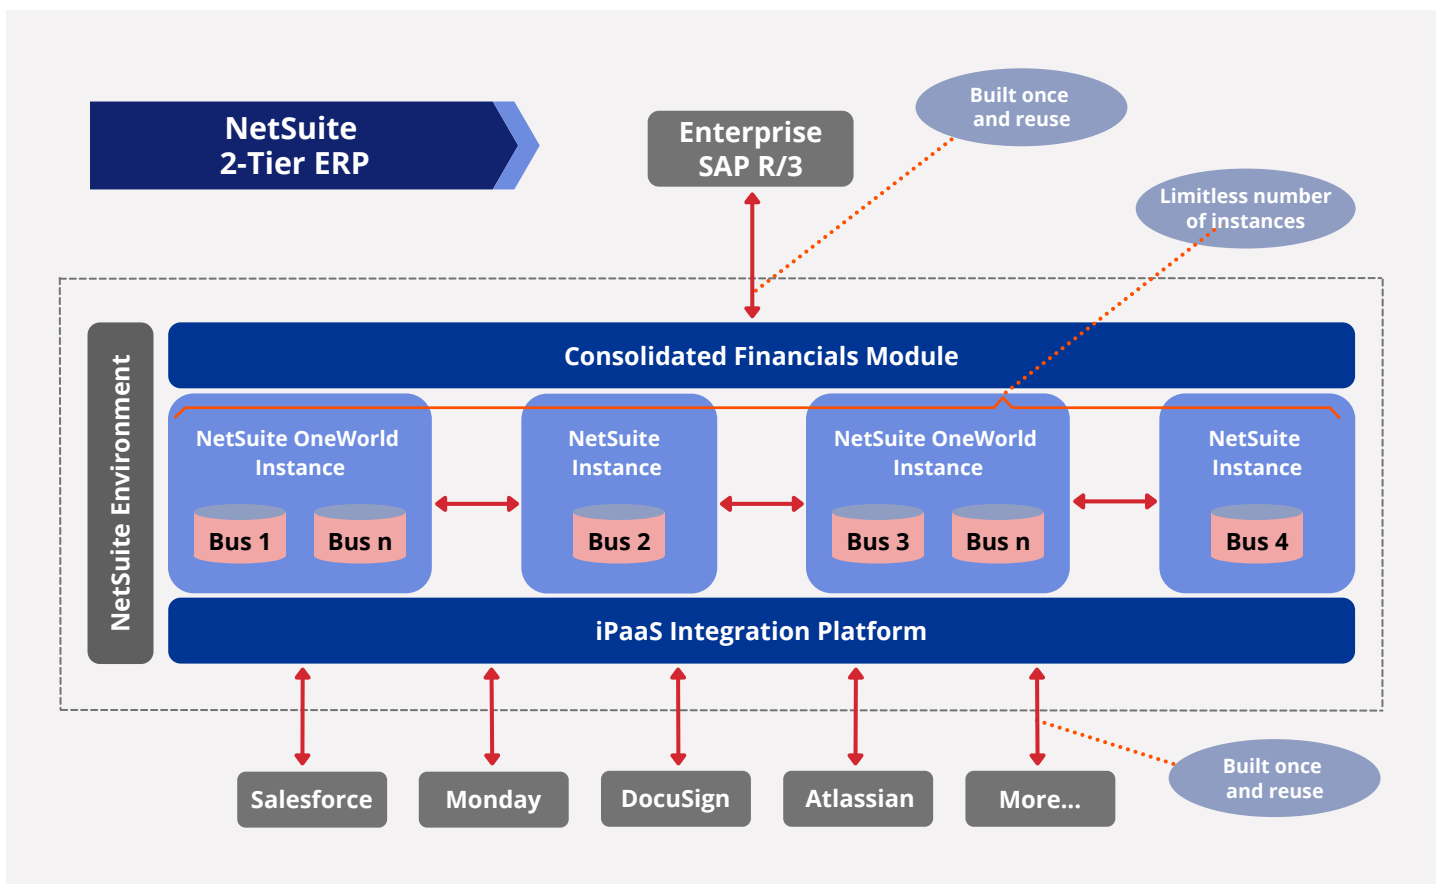 NetSuite
2-Tier ERP
Enterprise
SAP R/3
Built once
and reuse
Limitless number
of instances
NetSuite Environment
Consolidated Financials Module
NetSuite OneWorld
Instance
Bus 1
Bus n
NetSuite
Instance
Bus 2
NetSuite OneWorld
Instance
Bus 3
Bus n
NetSuite
Instance
Bus 4
iPaaS Integration Platform
Salesforce
Monday
DocuSign
Atlassian
More...
Built once
and reuse